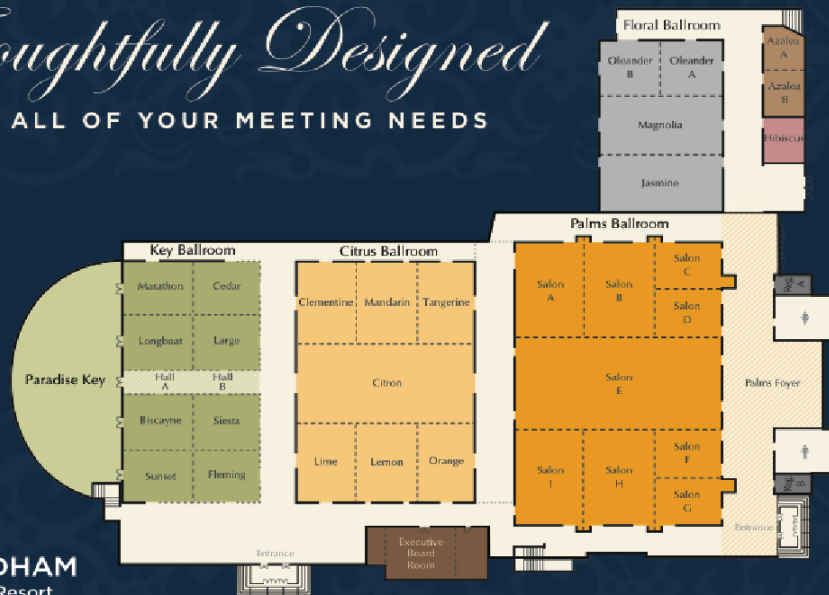 oughtfully Designed
ALL OF YOUR MEETING NEEDS
Floral Ballroom
Oleander
B
Oleander
A
Magnolia
Jasmine
Azalea
A
Azalea
B
Hibiscus
Key Ballroom
Marathon
Cedar
Longboat
Largo
Hall
A
Hall
B
Biscayne
Siesta
Sunset
Fleming
Paradise Key
Citrus Ballroom
Clementine
Mandarin
Tangerine
Citron
Lime
Lemon
Orange
Palms Ballroom
Salon
A
Salon
B
Salon
C
Salon
D
Salon
E
Salon
I
Salon
H
Salon
F
Salon
G
Reg.
A
Palms Foyer
Reg.
B
Entrance
Entrance
Executive
Board
Room
DHAM
Resort